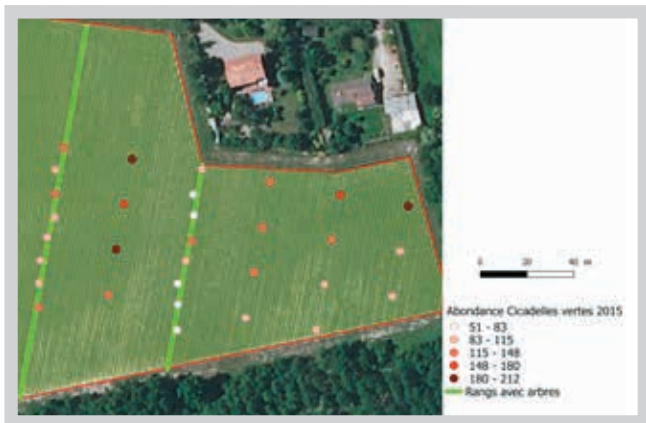 0 20 40 m
Abondance Cicadelles vertes 2015
51 - 83
83 - 115
115 - 148
148 - 180
180 - 212
Rangs avec arbres